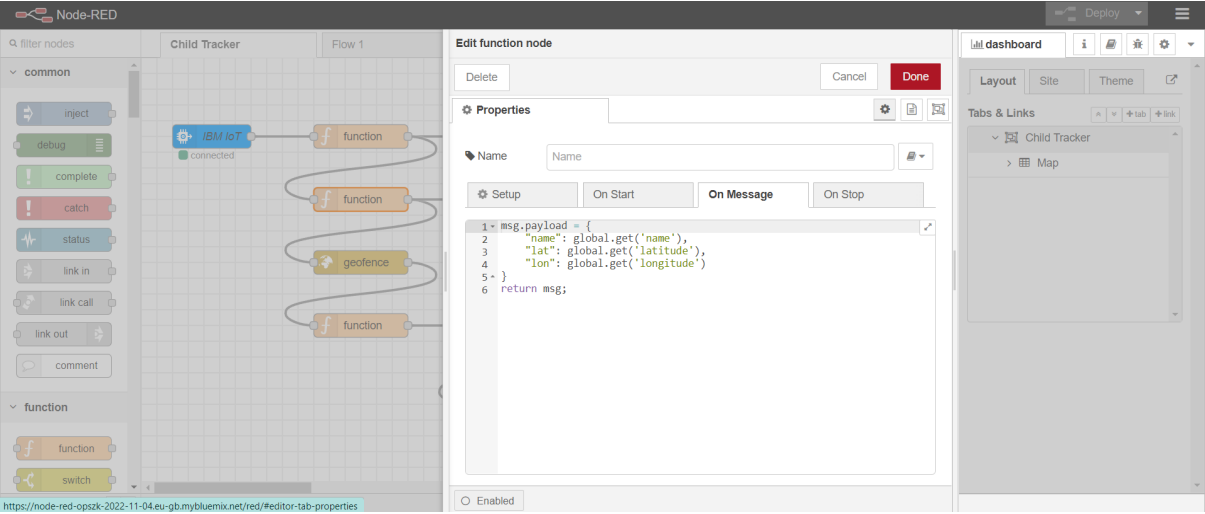 Node-RED
Deploy
filter nodes
common
inject
debug
complete
catch
status
link in
link call
link out
comment
function
function
switch
Child Tracker
Flow 1
IBM IoT
connected
function
function
geofence
function
Edit function node
Delete
Cancel
Done
Properties
Name
Name
Setup
On Start
On Message
On Stop
1 msg.payload = {
2 "name": global.get('name'),
3 "lat": global.get('latitude'),
4 "lon": global.get('longitude')
5 }
6 return msg;
Enabled
dashboard
i
Layout
Site
Theme
Tabs & Links
+tab
+link
Child Tracker
Map
https://node-red-opszk-2022-11-04.eu-gb.mybluemix.net/red/#editor-tab-properties